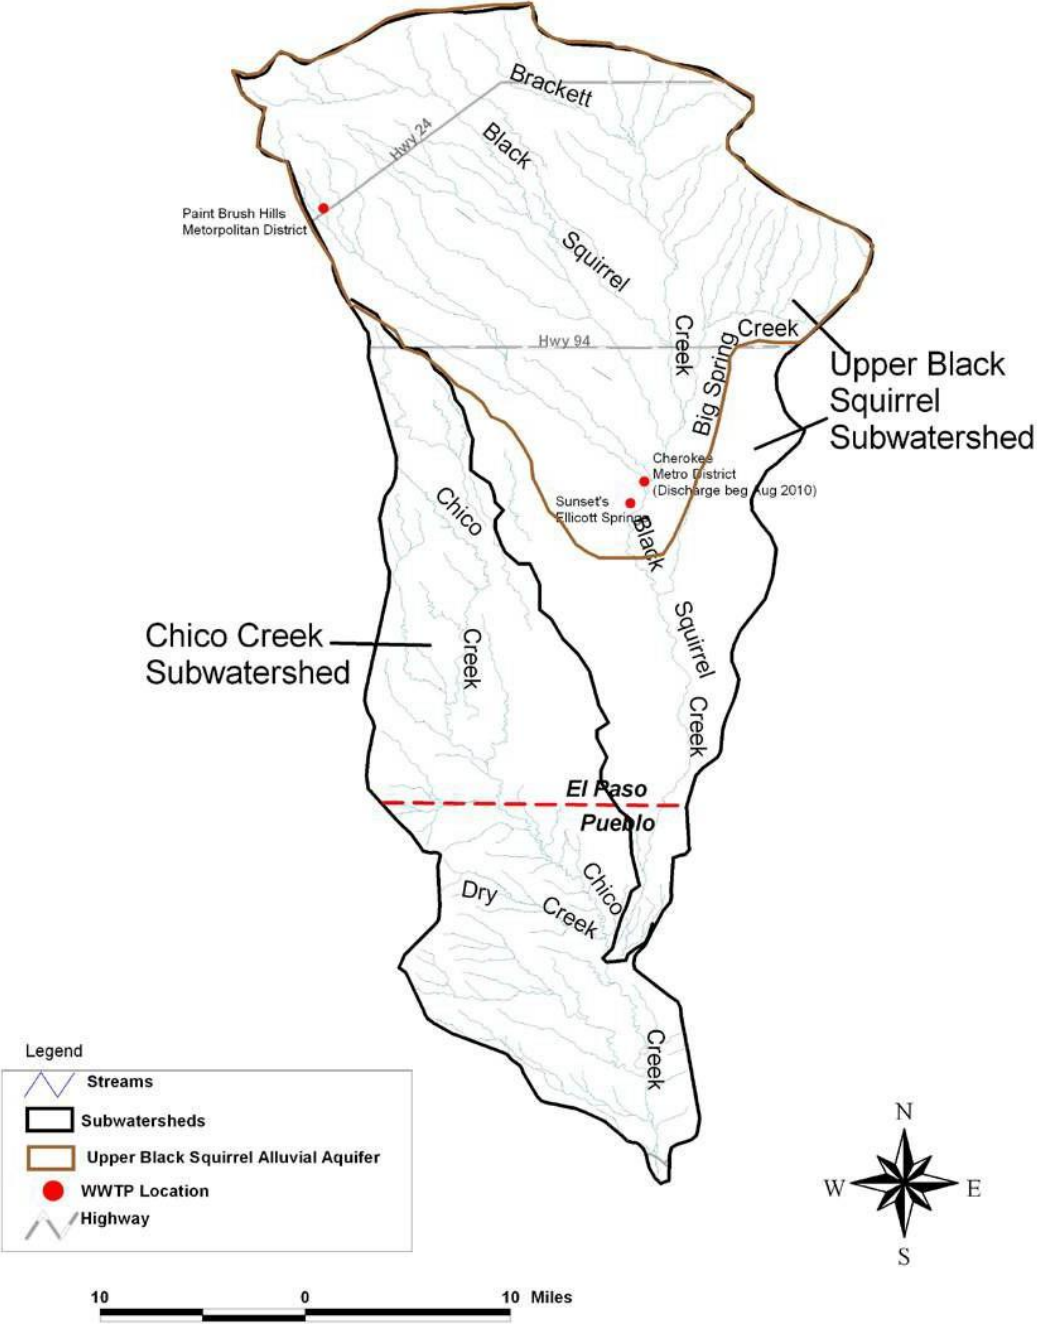 Brackett
Hwy 24
Black
Paint Brush Hills
Metorpolitan District
Squirrel
Creek
Creek
Hwy 94
Big Spring
Upper Black
Squirrel
Subwatershed
Cherokee
Metro District
(Discharge beg Aug 2010)
Sunset's
Ellicott Springs
Chico
Black
Squirrel
Creek
Chico Creek
Subwatershed
Creek
El Paso
Pueblo
Chico
Dry
Creek
Creek
Legend
Streams
Subwatersheds
Upper Black Squirrel Alluvial Aquifer
WWTP Location
Highway
N
W
E
S
10 0 10 Miles